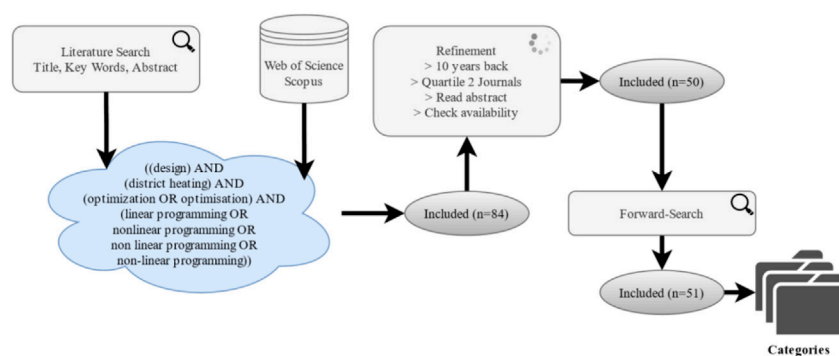 Literature Search
Title, Key Words, Abstract
Web of Science
Scopus
((design) AND
(district heating) AND
(optimization OR optimisation) AND
(linear programming OR
nonlinear programming OR
non linear programming OR
non-linear programming))
Included (n=84)
Refinement
> 10 years back
> Quartile 2 Journals
> Read abstract
> Check availability
Included (n=50)
Forward-Search
Included (n=51)
Categories